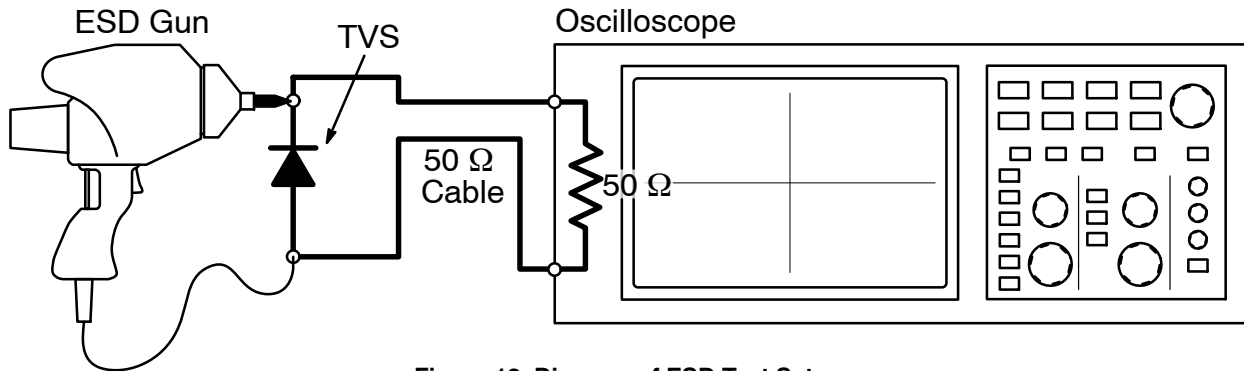 ESD Gun
TVS
Oscilloscope
50 Ω
Cable
50 Ω